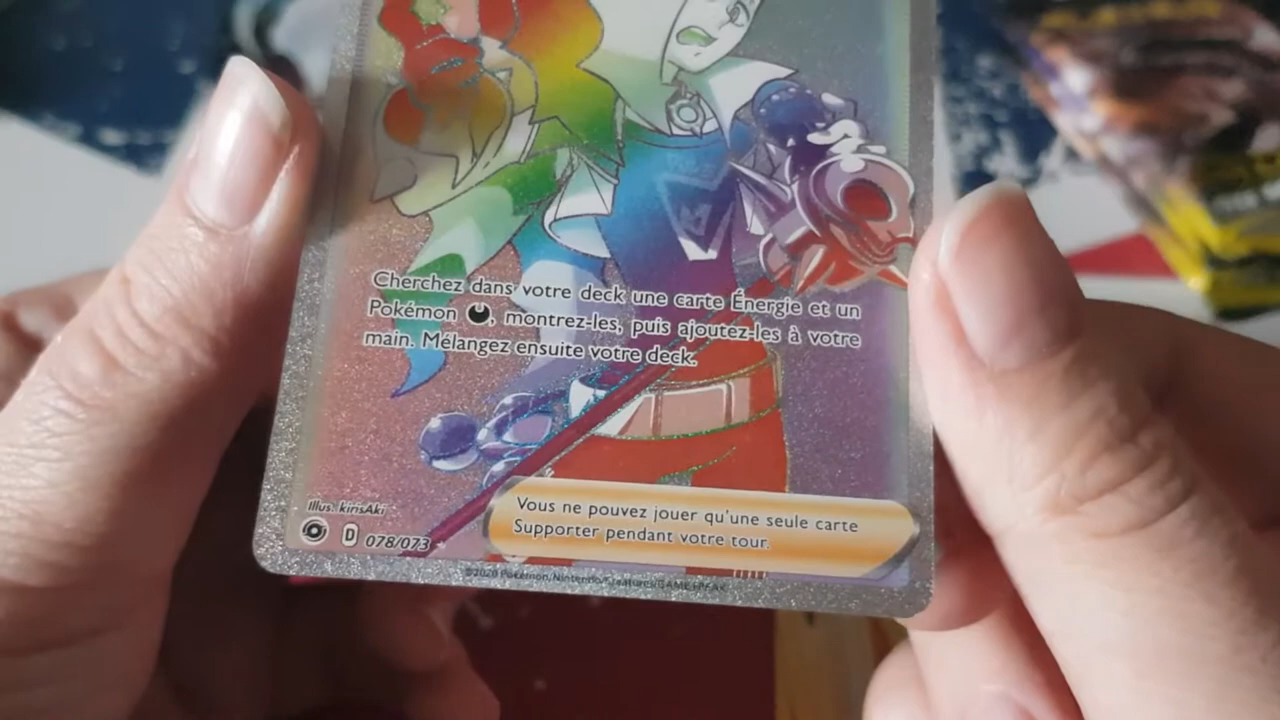 Cherchez dans votre deck une carte Énergie et un
Pokémon , montrez-les, puis ajoutez-les à votre
main. Mélangez ensuite votre deck.
Illus. kirisAki
D 078/073
Vous ne pouvez jouer qu'une seule carte
Supporter pendant votre tour.
©2020 Pokémon/Nintendo/Creatures/GAME FREAK